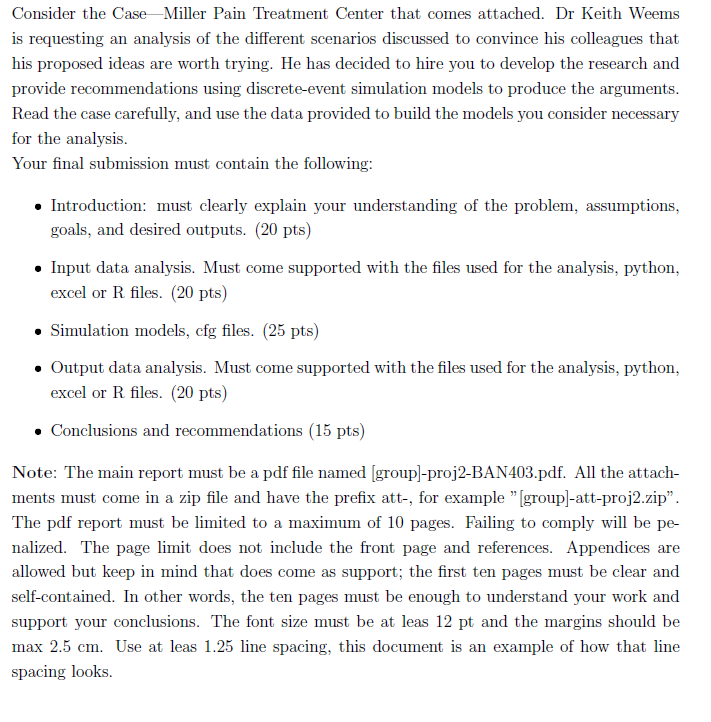 Consider the Case—Miller Pain Treatment Center that comes attached. Dr Keith Weems
is requesting an analysis of the different scenarios discussed to convince his colleagues that
his proposed ideas are worth trying. He has decided to hire you to develop the research and
provide recommendations using discrete-event simulation models to produce the arguments.
Read the case carefully, and use the data provided to build the models you consider necessary
for the analysis.
Your final submission must contain the following:
• Introduction: must clearly explain your understanding of the problem, assumptions,
goals, and desired outputs. (20 pts)
• Input data analysis. Must come supported with the files used for the analysis, python,
excel or R files. (20 pts)
• Simulation models, cfg files. (25 pts)
• Output data analysis. Must come supported with the files used for the analysis, python,
excel or R files. (20 pts)
• Conclusions and recommendations (15 pts)
Note: The main report must be a pdf file named [group]-proj2-BAN403.pdf. All the attach-
ments must come in a zip file and have the prefix att-, for example ”[group]-att-proj2.zip”.
The pdf report must be limited to a maximum of 10 pages. Failing to comply will be pe-
nalized. The page limit does not include the front page and references. Appendices are
allowed but keep in mind that does come as support; the first ten pages must be clear and
self-contained. In other words, the ten pages must be enough to understand your work and
support your conclusions. The font size must be at leas 12 pt and the margins should be
max 2.5 cm. Use at leas 1.25 line spacing, this document is an example of how that line
spacing looks.